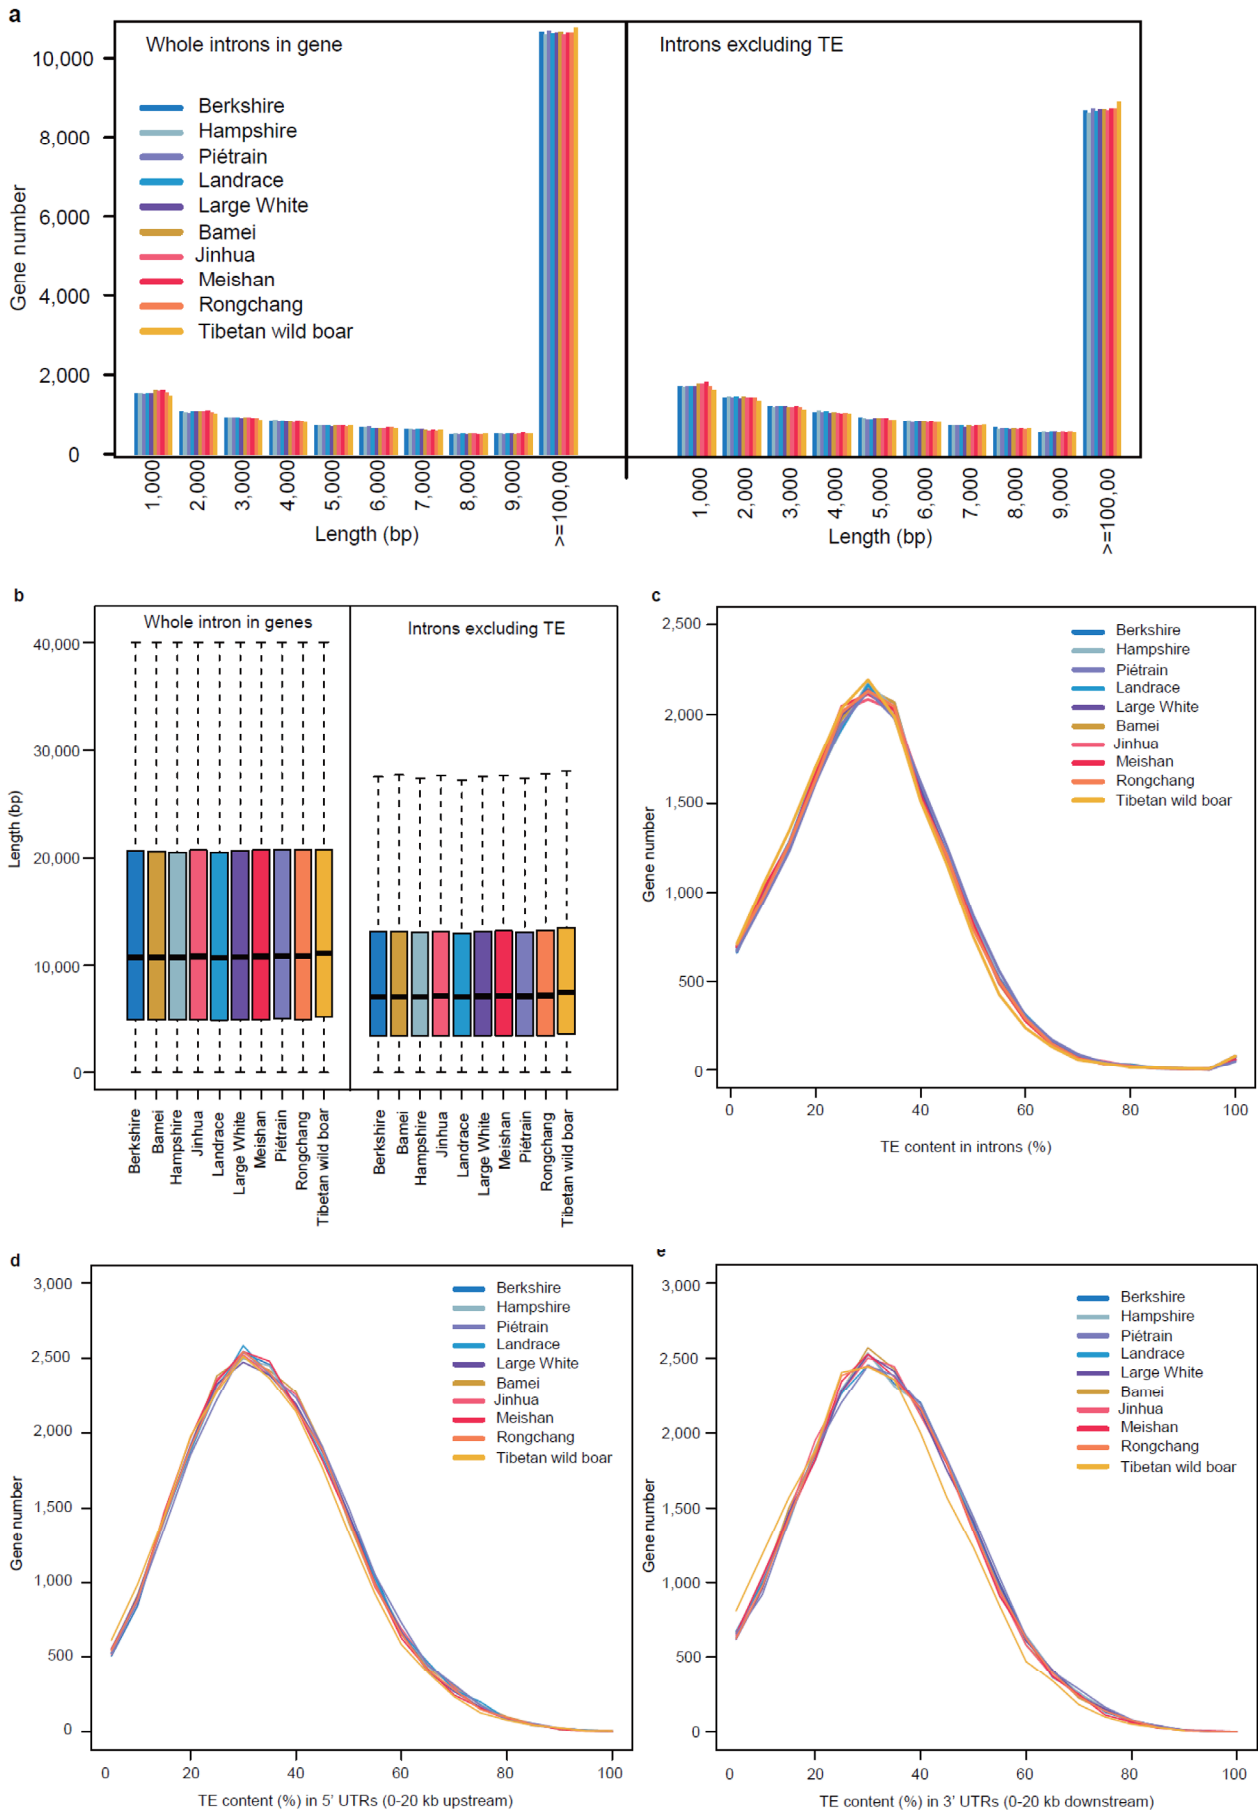 a
Whole introns in gene
Introns excluding TE
10,000
8,000
6,000
4,000
2,000
0
Gene number
Berkshire
Hampshire
Piétrain
Landrace
Large White
Bamei
Jinhua
Meishan
Rongchang
Tibetan wild boar
1,000
2,000
3,000
4,000
5,000
6,000
7,000
8,000
9,000
>=100,00
Length (bp)
1,000
2,000
3,000
4,000
5,000
6,000
7,000
8,000
9,000
>=100,00
Length (bp)
b
Whole intron in genes
Introns excluding TE
40,000
30,000
20,000
10,000
0
Length (bp)
Berkshire
Bamei
Hampshire
Jinhua
Landrace
Large White
Meishan
Piétrain
Rongchang
Tibetan wild boar
Berkshire
Bamei
Hampshire
Jinhua
Landrace
Large White
Meishan
Piétrain
Rongchang
Tibetan wild boar
c
2,500
2,000
1,500
1,000
500
0
Gene number
Berkshire
Hampshire
Piétrain
Landrace
Large White
Bamei
Jinhua
Meishan
Rongchang
Tibetan wild boar
0 20 40 60 80 100
TE content in introns (%)
d
3,000
2,500
2,000
1,500
1,000
500
0
Gene number
Berkshire
Hampshire
Piétrain
Landrace
Large White
Bamei
Jinhua
Meishan
Rongchang
Tibetan wild boar
0 20 40 60 80 100
TE content (%) in 5' UTRs (0-20 kb upstream)
e
3,000
2,500
2,000
1,500
1,000
500
0
Gene number
Berkshire
Hampshire
Piétrain
Landrace
Large White
Bamei
Jinhua
Meishan
Rongchang
Tibetan wild boar
0 20 40 60 80 100
TE content (%) in 3' UTRs (0-20 kb downstream)